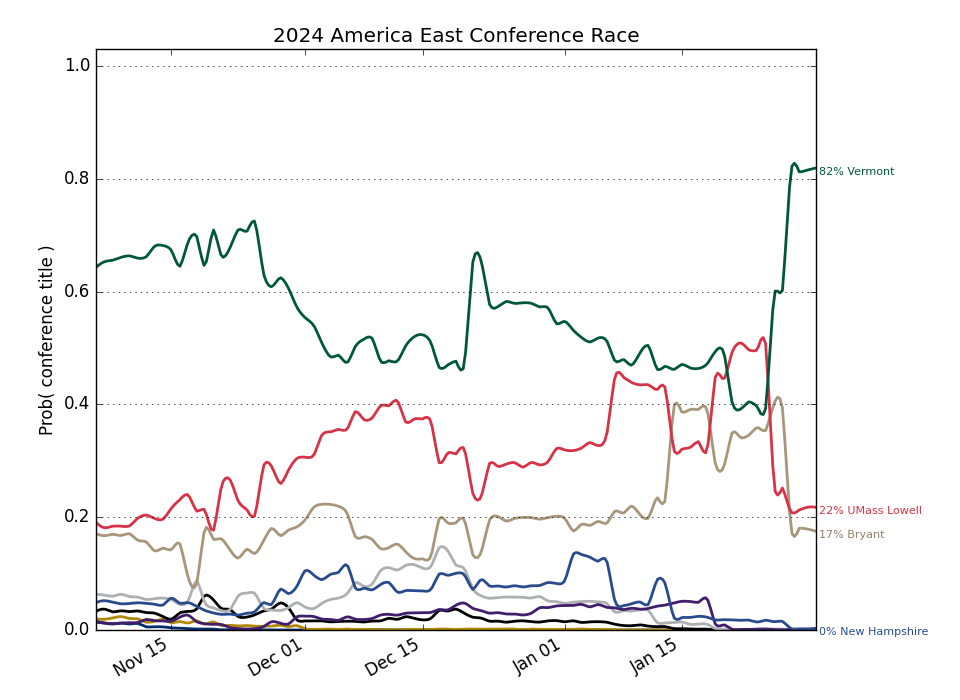 2024 America East Conference Race
Prob( conference title )
1.0
0.8
0.6
0.4
0.2
0.0
82% Vermont
22% UMass Lowell
17% Bryant
0% New Hampshire
Nov 15
Dec 01
Dec 15
Jan 01
Jan 15